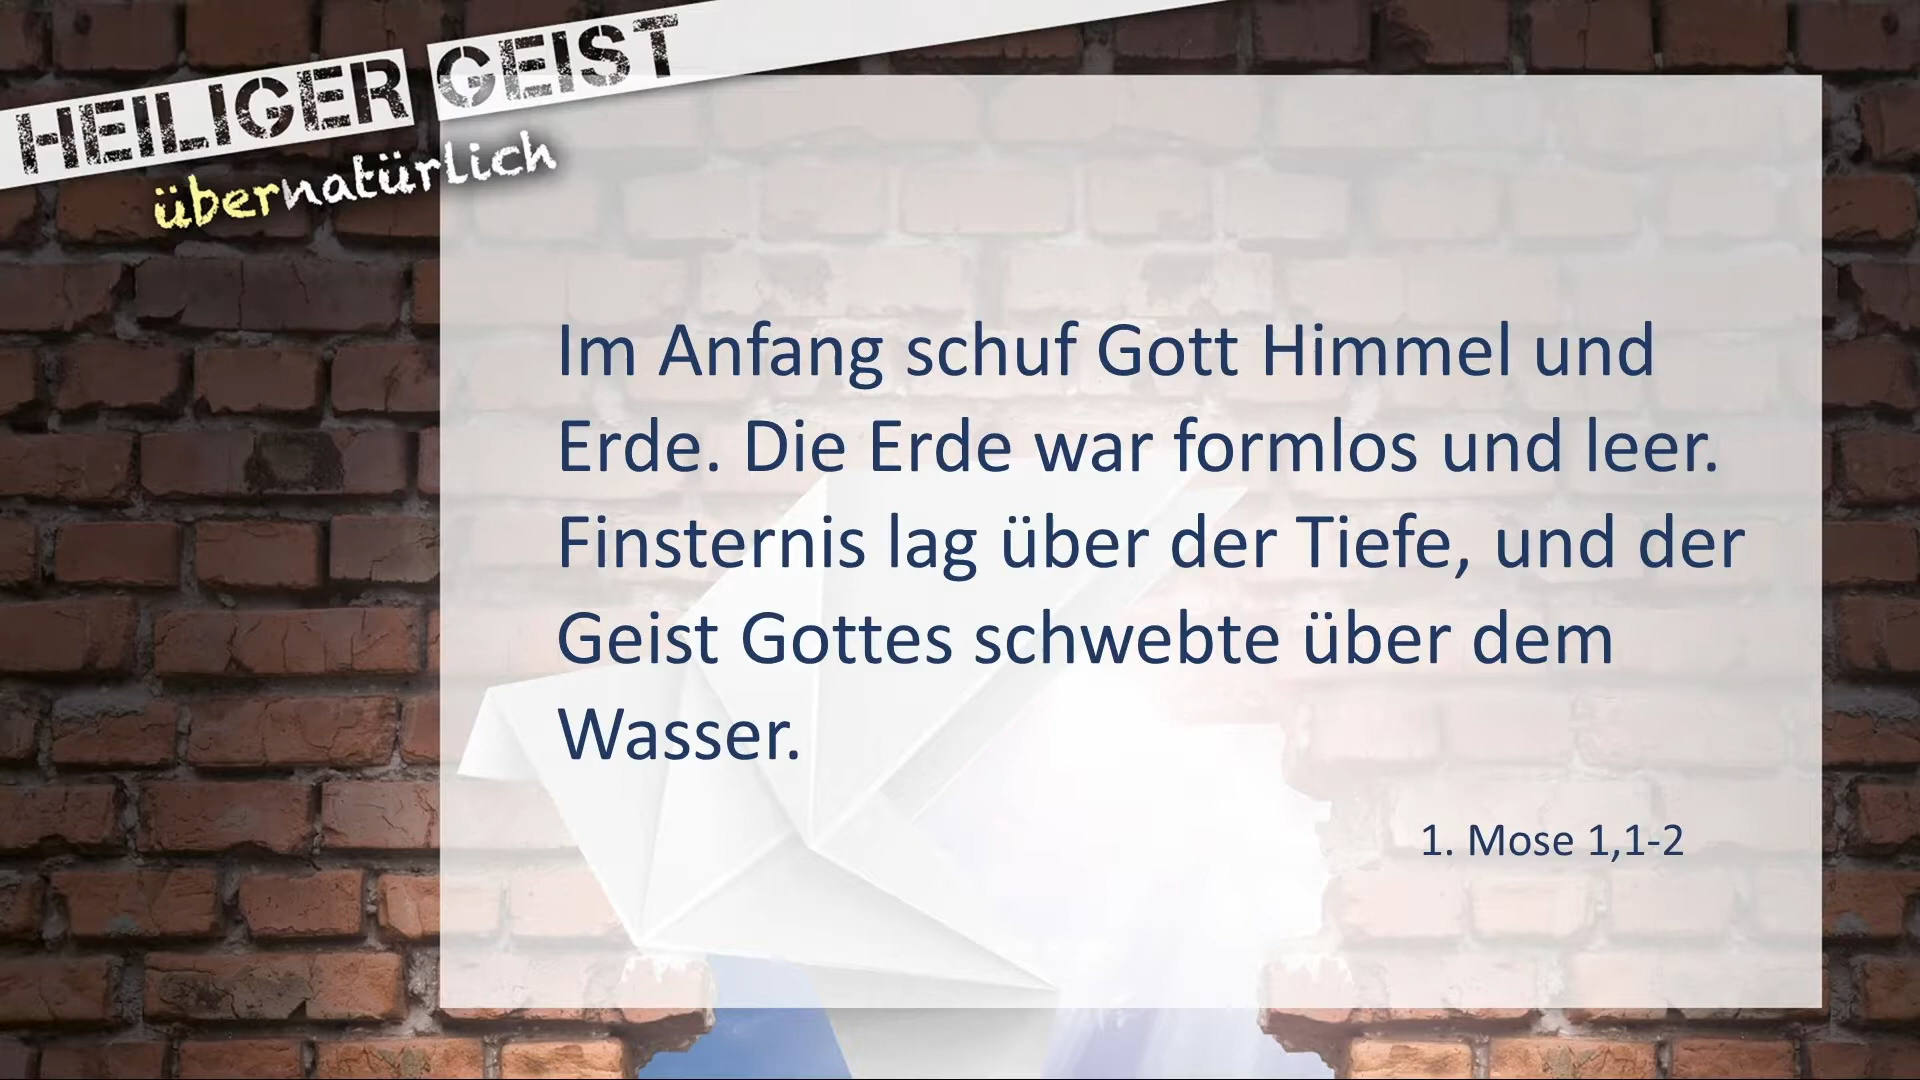 HEILIGER GEIST
übernatürlich
Im Anfang schuf Gott Himmel und
Erde. Die Erde war formlos und leer.
Finsternis lag über der Tiefe, und der
Geist Gottes schwebte über dem
Wasser.
1. Mose 1,1-2